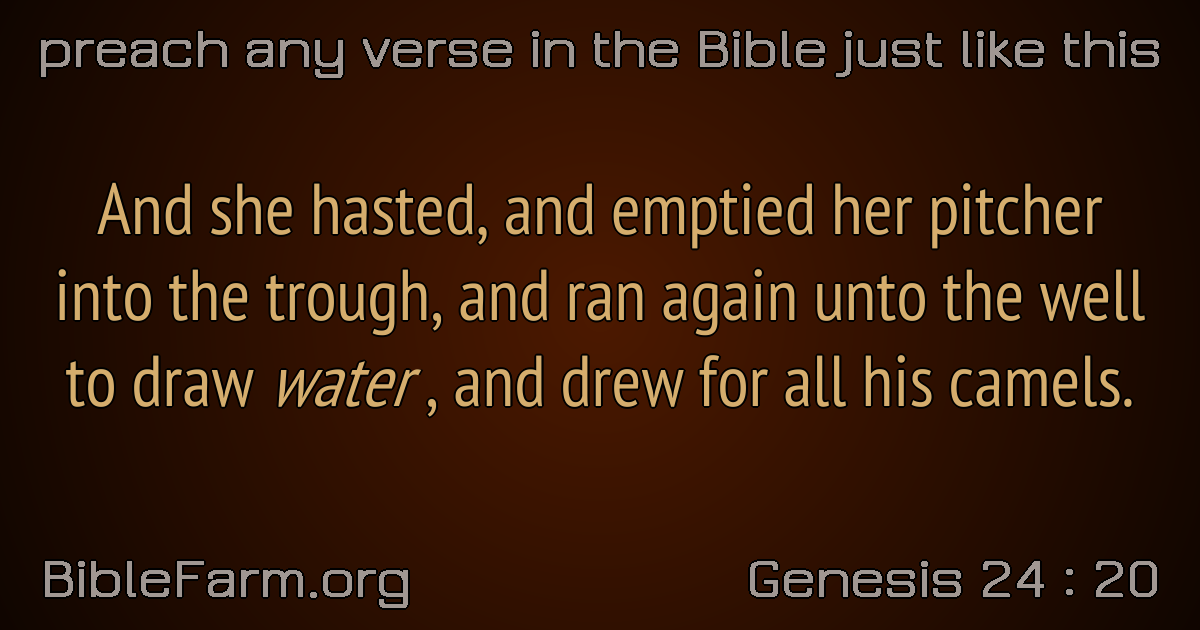 preach any verse in the Bible just like this
And she hasted, and emptied her pitcher
into the trough, and ran again unto the well
to draw water , and drew for all his camels.
BibleFarm.org
Genesis 24 : 20